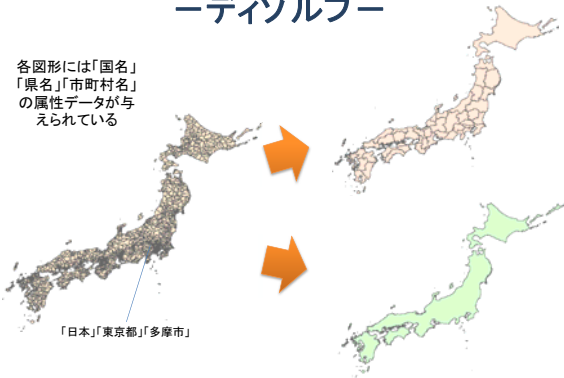 ーディゾルブー
各図形には「国名」
「県名」「市町村名」
の属性データが与
えられている
「日本」「東京都」「多摩市」